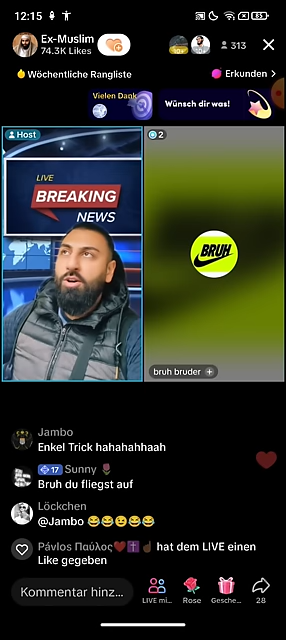 12:15
85
Ex-Muslim
74.3K Likes
313
Wöchentliche Rangliste
Erkunden >
Vielen Dank
Wünsch dir was!
Host
2
LIVE
BREAKING
NEWS
BRUH
bruh bruder +
Jambo
Enkel Trick hahahahhaah
17 Sunny
Bruh du fliegst auf
Löckchen
@Jambo 😂😂😉😂😂
Pávlos Παύλος❤️✝️☝🏾 hat dem LIVE einen
Like gegeben
Kommentar hinz...
LIVE mi...
Rose
Gesche...
28